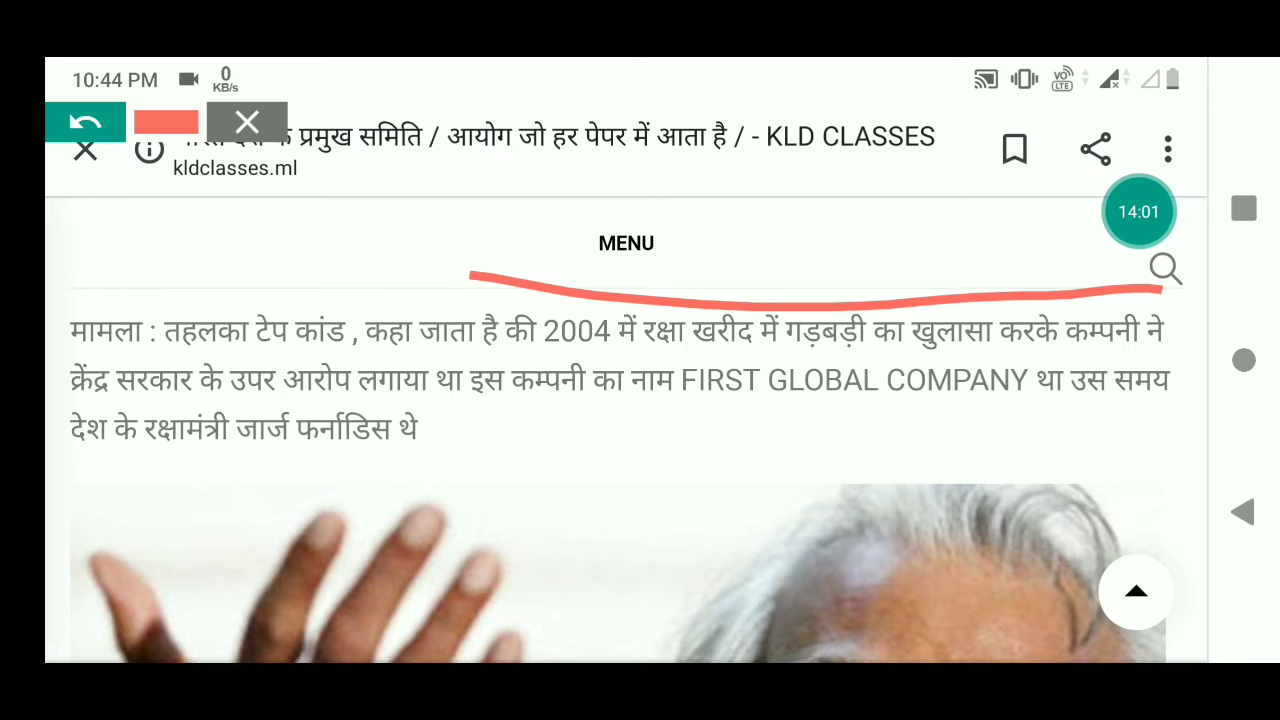 10:44 PM
0
KB/s
VO
LTE
प्रमुख समिति / आयोग जो हर पेपर में आता है / - KLD CLASSES
kldclasses.ml
14:01
MENU
मामला : तहलका टेप कांड , कहा जाता है की 2004 में रक्षा खरीद में गड़बड़ी का खुलासा करके कम्पनी ने
क्रेंद्र सरकार के उपर आरोप लगाया था इस कम्पनी का नाम FIRST GLOBAL COMPANY था उस समय
देश के रक्षामंत्री जार्ज फर्नाडिस थे